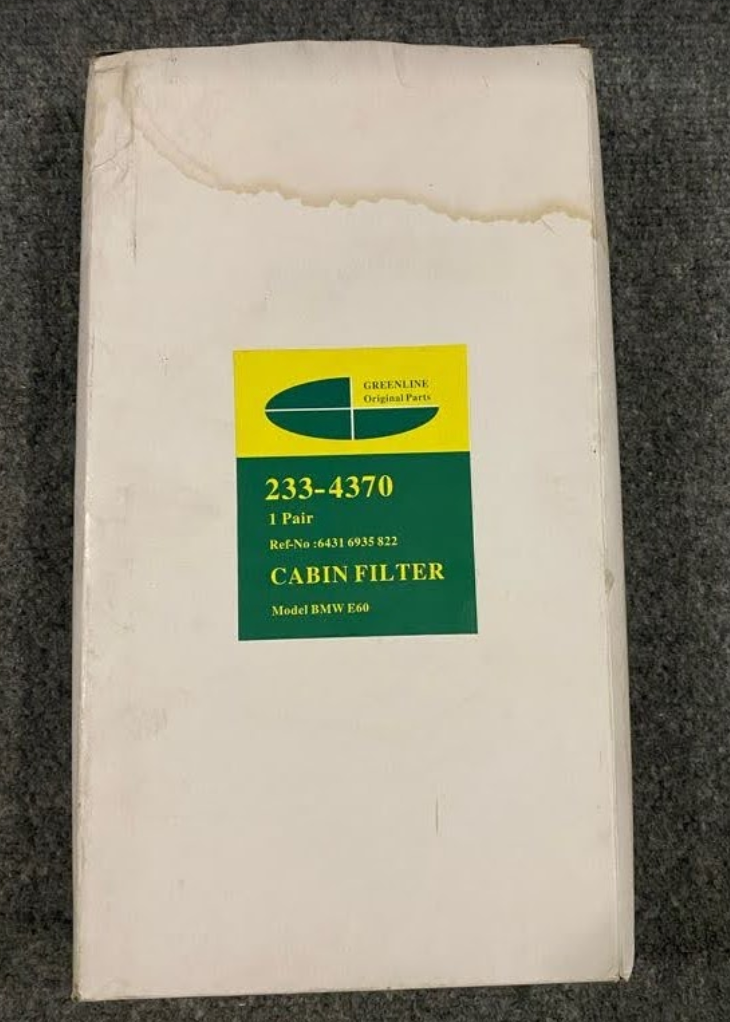 GREENLINE
Original Parts
233-4370
1 Pair
Ref-No :6431 6935 822
CABIN FILTER
Model BMW E60